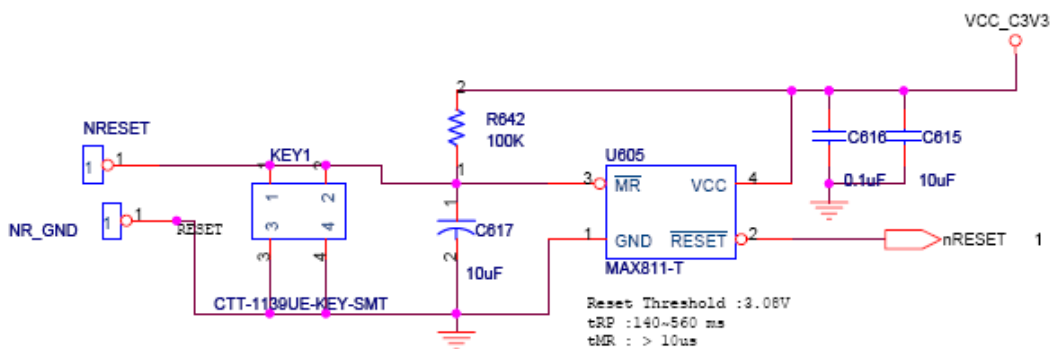 VCC_C3V3
2
R642
100K
1
NRESET
1 1
KEY1
1 2
1 2
3 4
3 4
RESET
NR_GND
1 1
CTT-1139UE-KEY-SMT
1
C617
2
10uF
U605
3 MR VCC 4
1 GND RESET 2
MAX811-T
C616 C615
0.1uF 10uF
nRESET 1
Reset Threshold :3.08V
tRP :140~560 ms
tMR : > 10us